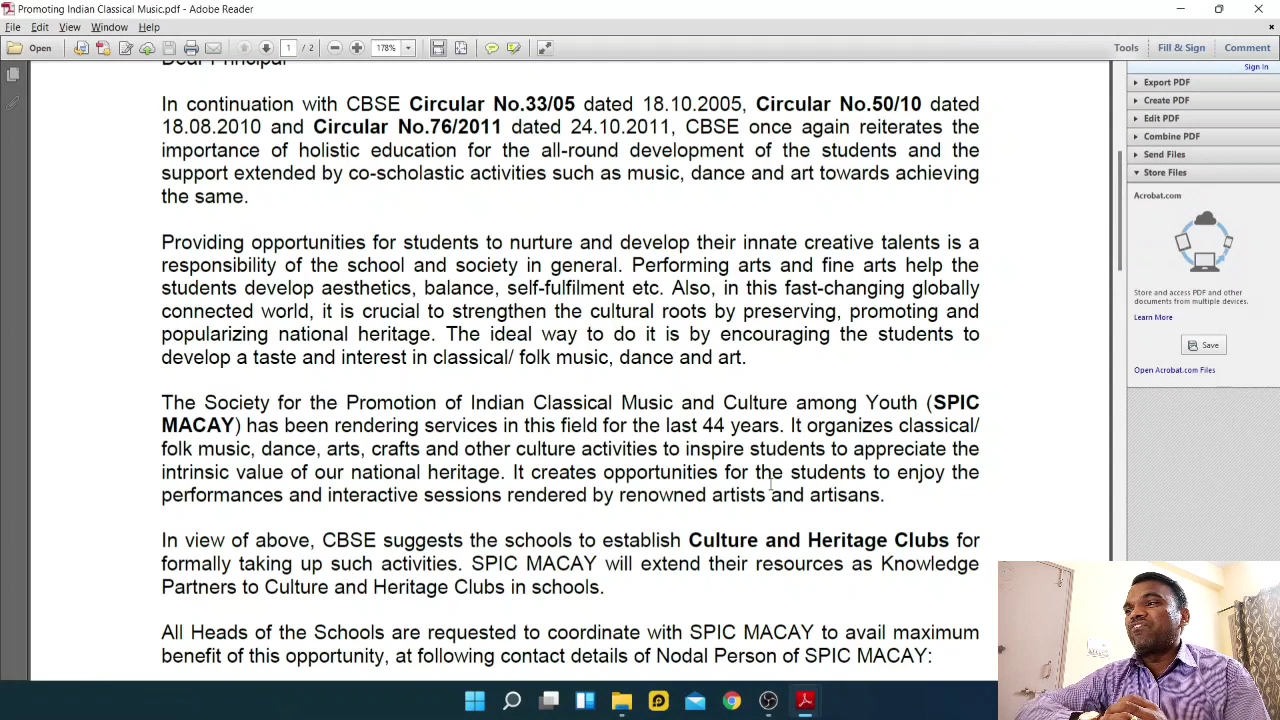 Promoting Indian Classical Music.pdf - Adobe Reader
File Edit View Window Help
Open
1 / 2
178%
Tools Fill & Sign Comment
Dear Principal
In continuation with CBSE Circular No.33/05 dated 18.10.2005, Circular No.50/10 dated
18.08.2010 and Circular No.76/2011 dated 24.10.2011, CBSE once again reiterates the
importance of holistic education for the all-round development of the students and the
support extended by co-scholastic activities such as music, dance and art towards achieving
the same.
Providing opportunities for students to nurture and develop their innate creative talents is a
responsibility of the school and society in general. Performing arts and fine arts help the
students develop aesthetics, balance, self-fulfilment etc. Also, in this fast-changing globally
connected world, it is crucial to strengthen the cultural roots by preserving, promoting and
popularizing national heritage. The ideal way to do it is by encouraging the students to
develop a taste and interest in classical/ folk music, dance and art.
The Society for the Promotion of Indian Classical Music and Culture among Youth (SPIC
MACAY) has been rendering services in this field for the last 44 years. It organizes classical/
folk music, dance, arts, crafts and other culture activities to inspire students to appreciate the
intrinsic value of our national heritage. It creates opportunities for the students to enjoy the
performances and interactive sessions rendered by renowned artists and artisans.
In view of above, CBSE suggests the schools to establish Culture and Heritage Clubs for
formally taking up such activities. SPIC MACAY will extend their resources as Knowledge
Partners to Culture and Heritage Clubs in schools.
All Heads of the Schools are requested to coordinate with SPIC MACAY to avail maximum
benefit of this opportunity, at following contact details of Nodal Person of SPIC MACAY:
Sign In
Export PDF
Create PDF
Edit PDF
Combine PDF
Send Files
Store Files
Acrobat.com
Store and access PDF and other
documents from multiple devices.
Learn More
Save
Open Acrobat.com Files